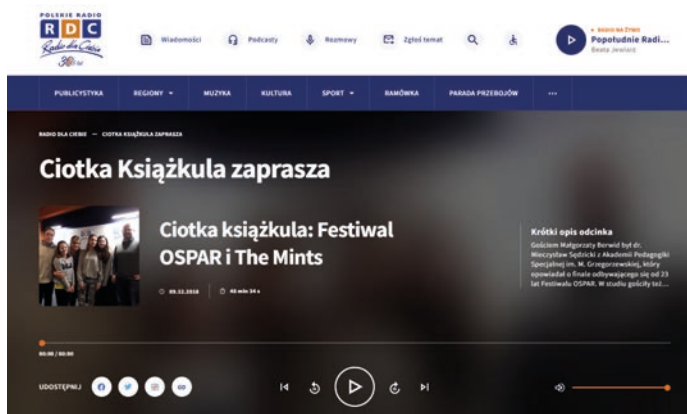 POLSKIE RADIO
RDC
Radio dla Ciebie
30 lat
Wiadomości
Podcasty
Rozmowy
Zgłoś temat
RADIO NA ŻYWO
Popołudnie Radi...
Beata Jewiarz
PUBLICYSTYKA
REGIONY
MUZYKA
KULTURA
SPORT
RAMÓWKA
PARADA PRZEBOJÓW
...
RADIO DLA CIEBIE — CIOTKA KSIĄŻKULA ZAPRASZA
Ciotka Książkula zaprasza
Ciotka książkula: Festiwal
OSPAR i The Mints
09.12.2018
40 min 34 s
Krótki opis odcinka
Gościem Małgorzaty Berwid był dr.
Mieczysław Sędzicki z Akademii Pedagogiki
Specjalnej im. M. Grzegorzewskiej, który
opowiadał o finale odbywającego się od 23
lat Festiwalu OSPAR. W studiu gościły też...
00:00 / 00:00
UDOSTĘPNIJ